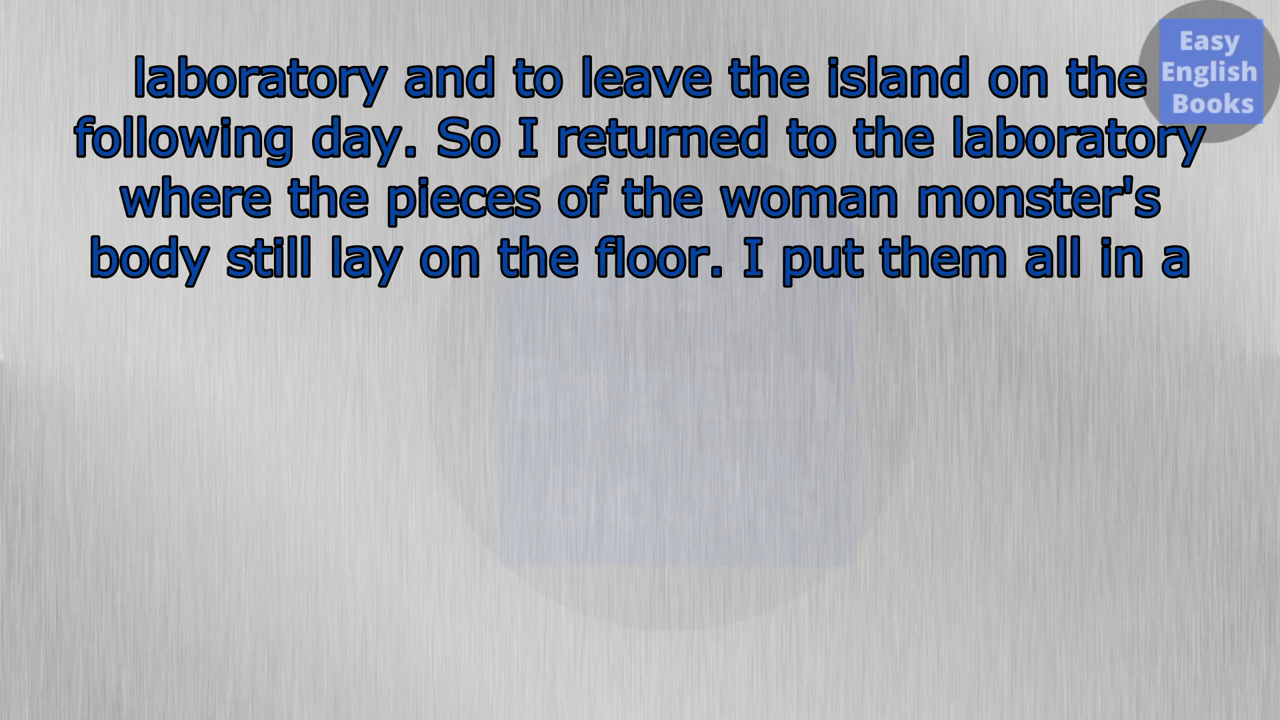 laboratory and to leave the island on the
following day. So I returned to the laboratory
where the pieces of the woman monster's
body still lay on the floor. I put them all in a
Easy
English
Books